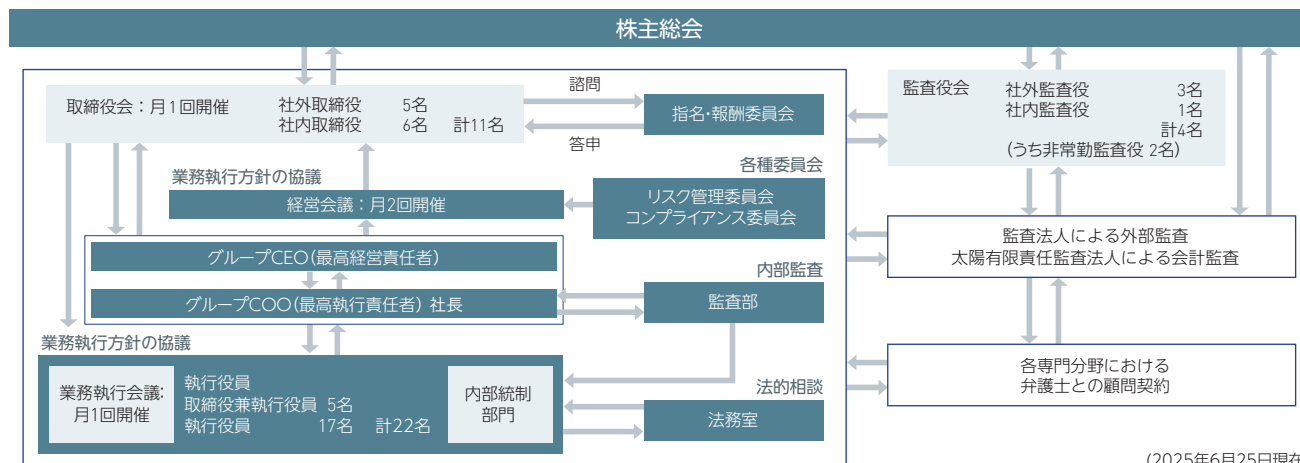 株主総会
取締役会：月1回開催
社外取締役 5名
社内取締役 6名 計11名
諮問
答申
指名・報酬委員会
監査役会
社外監査役 3名
社内監査役 1名
計4名
(うち非常勤監査役 2名)
各種委員会
リスク管理委員会
コンプライアンス委員会
業務執行方針の協議
経営会議：月2回開催
グループCEO(最高経営責任者)
グループCOO(最高執行責任者) 社長
内部監査
監査部
監査法人による外部監査
太陽有限責任監査法人による会計監査
業務執行方針の協議
業務執行会議:
月1回開催
執行役員
取締役兼執行役員 5名
執行役員 17名 計22名
内部統制
部門
法的相談
法務室
各専門分野における
弁護士との顧問契約
(2025年6月25日現在